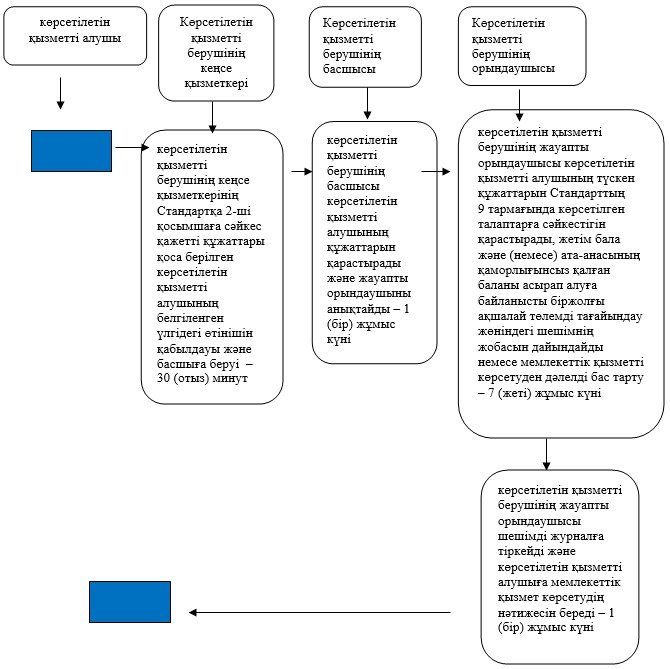 көрсетілетін
қызметті алушы
Көрсетілетін
қызметті
берушінің
кеңсе
қызметкері
Көрсетілетін
қызметті
берушінің
басшысы
Көрсетілетін
қызметті
берушінің
орындаушысы
көрсетілетін
қызметті
берушінің кеңсе
қызметкерінің
Стандартқа 2-ші
қосымшаға сәйкес
қажетті құжаттары
қоса берілген
көрсетілетін
қызметті
алушының
белгіленген
үлгідегі өтінішін
қабылдауы және
басшыға беруі –
30 (отыз) минут
көрсетілетін
қызметті
берушінің
басшысы
көрсетілетін
қызметті
алушының
құжаттарын
қарастырады
және жауапты
орындаушыны
анықтайды – 1
(бір) жұмыс
күні
көрсетілетін қызметті
берушінің жауапты
орындаушысы көрсетілетін
қызметті алушының түскен
құжаттарын Стандарттың
9 тармағында көрсетілген
талаптарға сәйкестігін
қарастырады, жетім бала
және (немесе) ата-анасының
қаморлығынсыз қалған
баланы асырап алуға
байланысты біржолғы
ақшалай төлемді тағайындау
жөніндегі шешімнің
жобасын дайындайды
немесе мемлекеттік қызметті
көрсетуден дәлелді бас тарту
– 7 (жеті) жұмыс күні
көрсетілетін қызметті
берушінің жауапты
орындаушысы
шешімді журналға
тіркейді және
көрсетілетін қызметті
алушыға мемлекеттік
қызмет көрсетудің
нәтижесін береді – 1
(бір) жұмыс күні